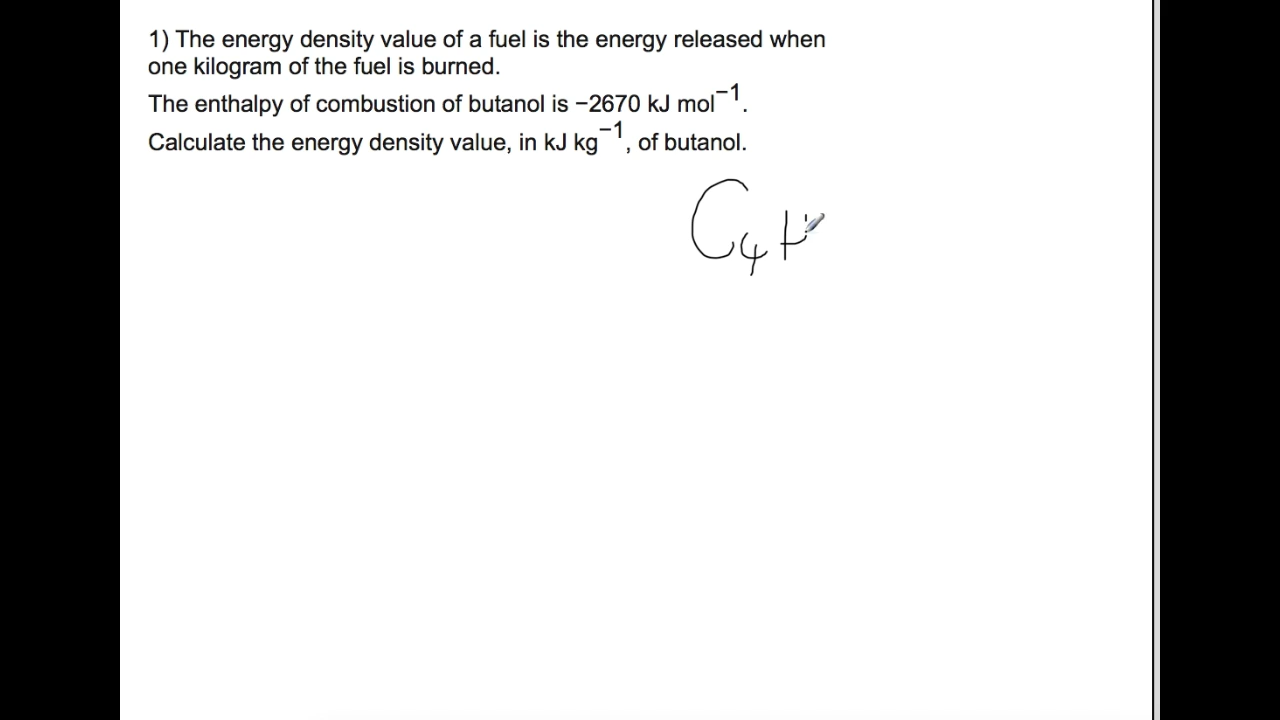 1) The energy density value of a fuel is the energy released when
one kilogram of the fuel is burned.
The enthalpy of combustion of butanol is −2670 kJ mol⁻¹.
Calculate the energy density value, in kJ kg⁻¹, of butanol.
C₄H